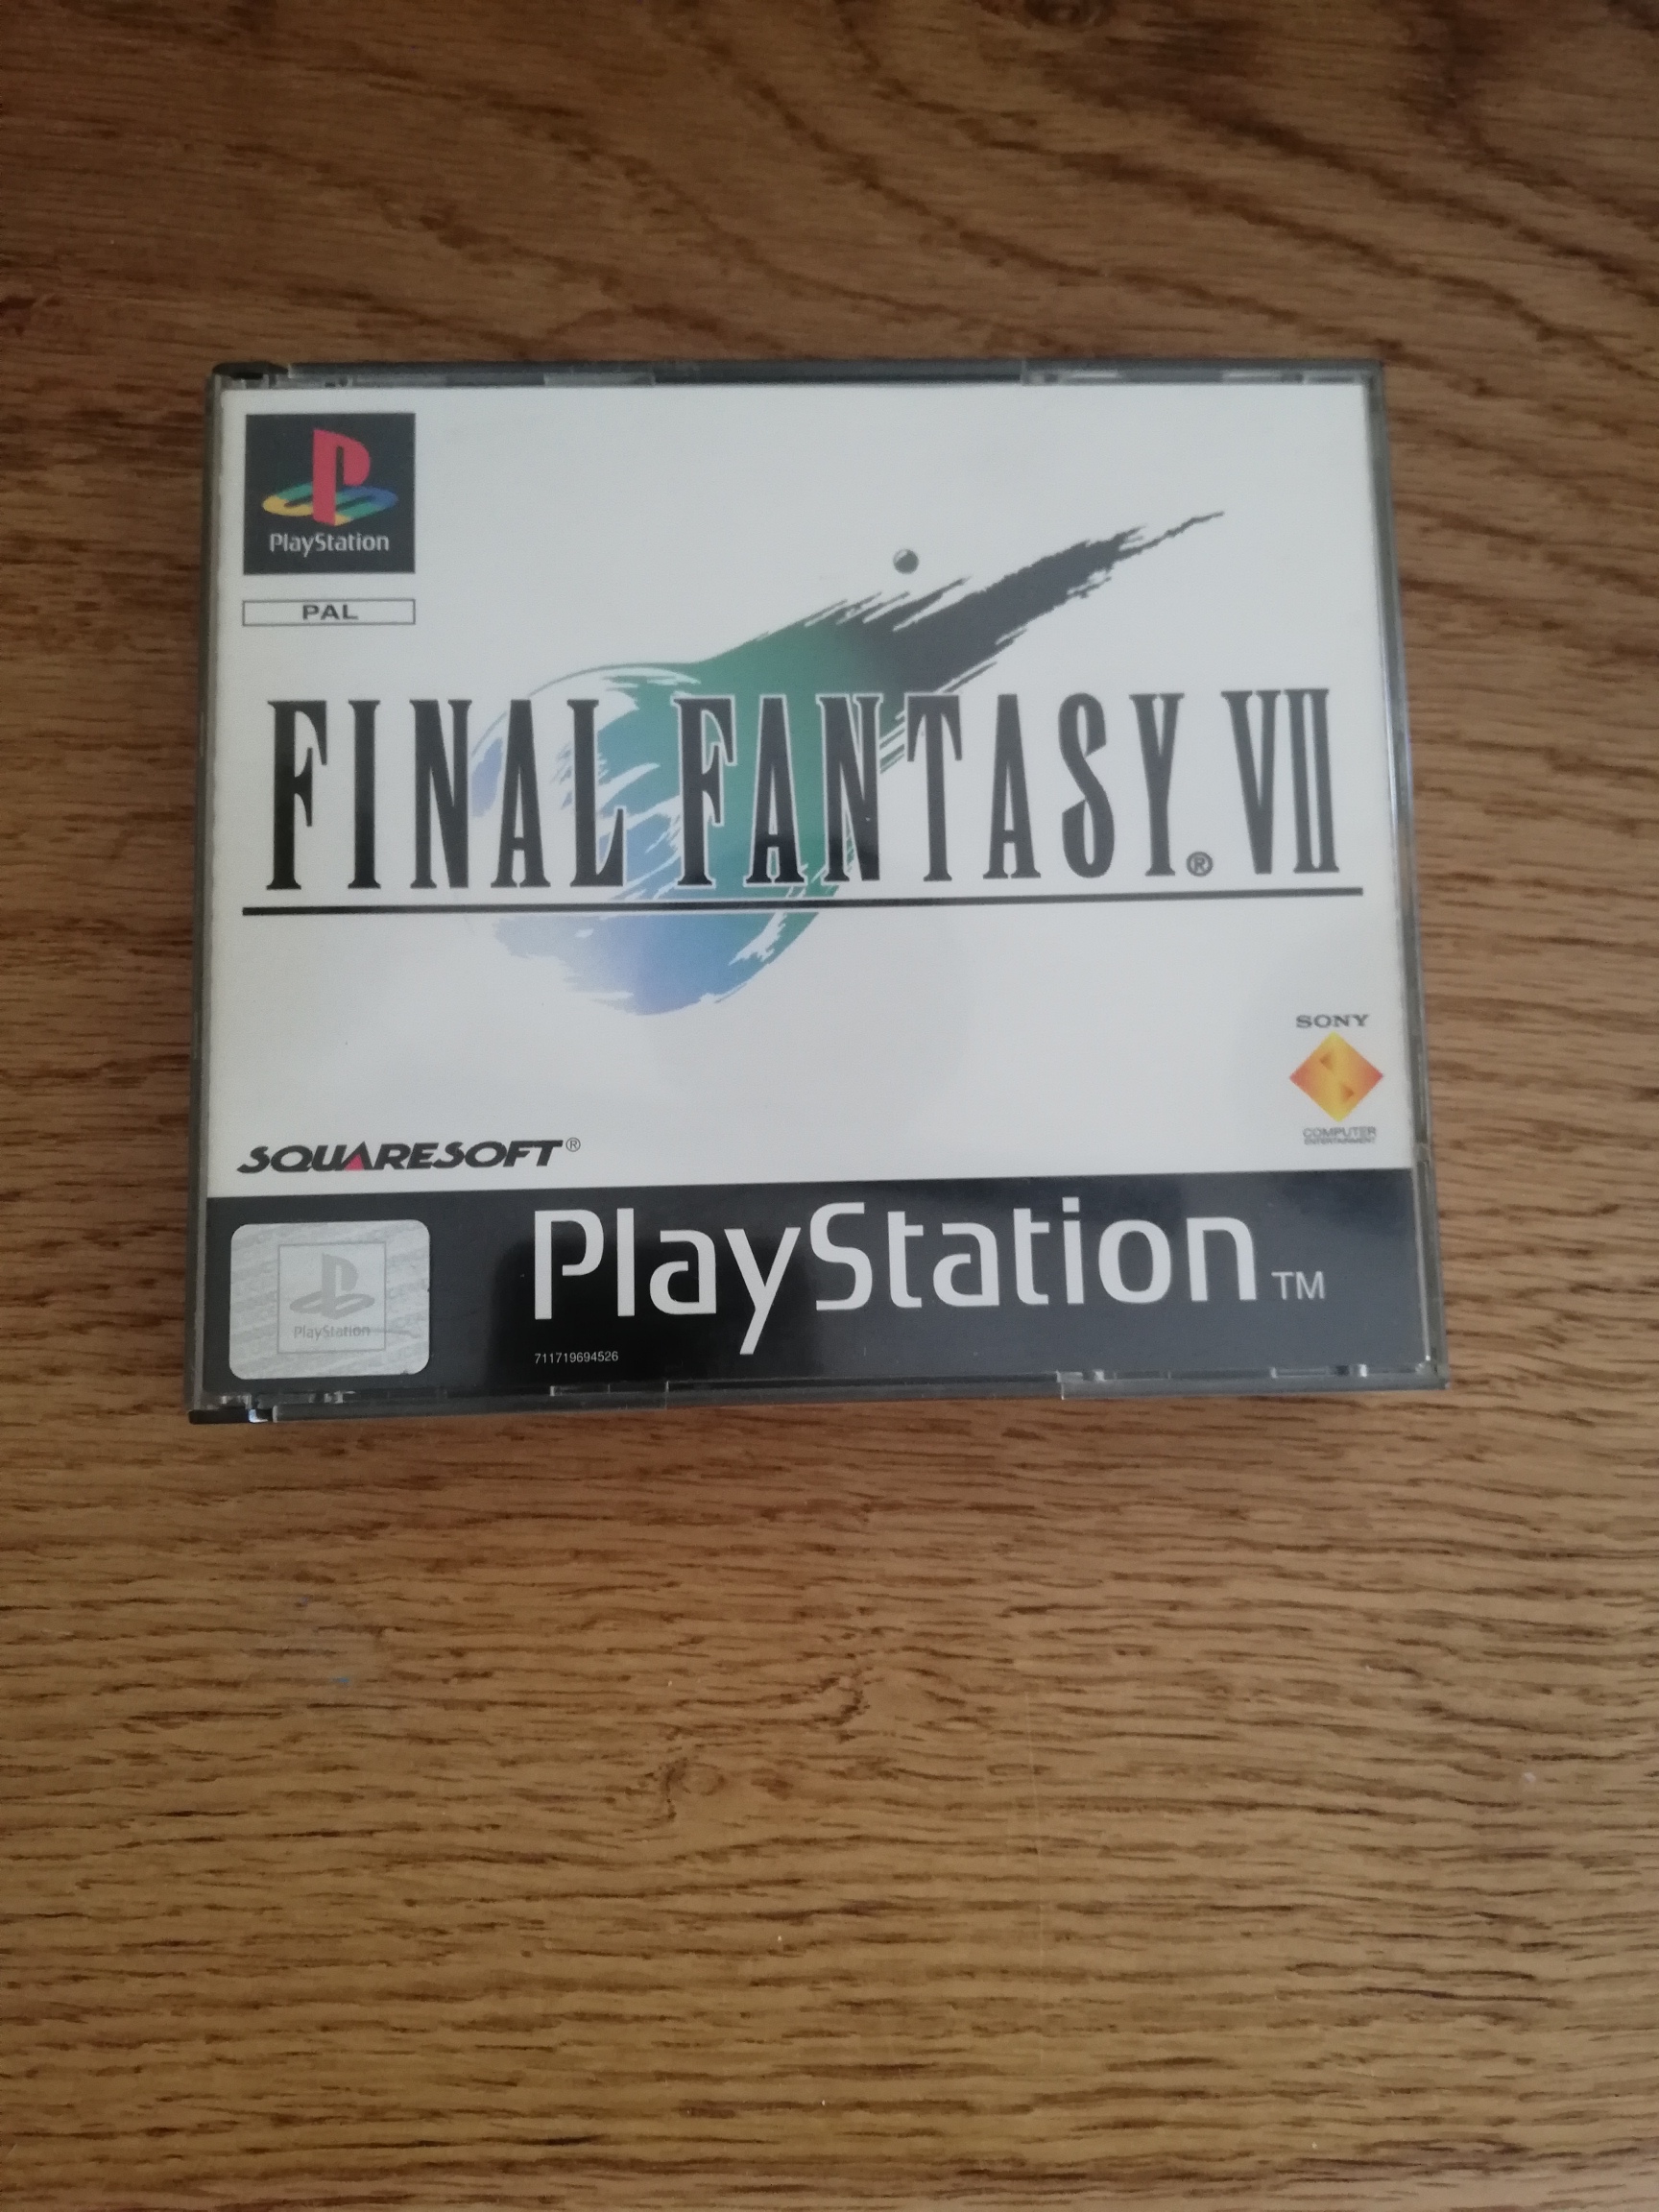 PlayStation
PAL
FINAL FANTASY® VII
SONY
COMPUTER
ENTERTAINMENT
SQUARESOFT®
PlayStation™
PlayStation
711719694526